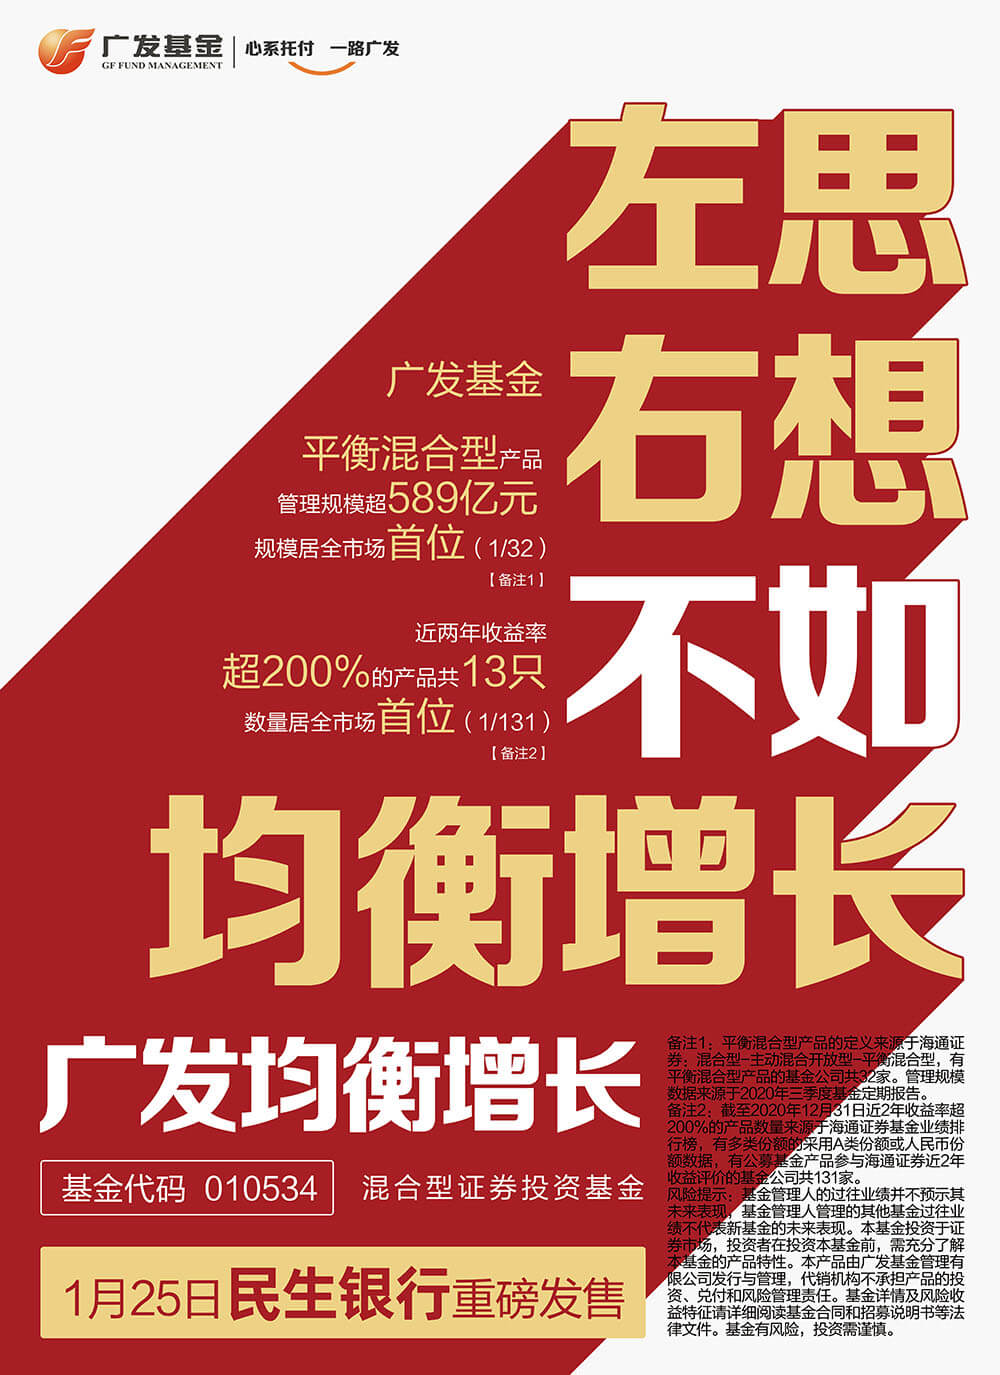 广发基金
GF FUND MANAGEMENT
心系托付 一路广发
左思
右想
不如
均衡增长
广发基金
平衡混合型产品
管理规模超589亿元
规模居全市场首位（1/32）
【备注1】
近两年收益率
超200%的产品共13只
数量居全市场首位（1/131）
【备注2】
广发均衡增长
基金代码 010534
混合型证券投资基金
1月25日民生银行重磅发售
备注1：平衡混合型产品的定义来源于海通证
券：混合型-主动混合开放型-平衡混合型，有
平衡混合型产品的基金公司共32家。管理规模
数据来源于2020年三季度基金定期报告。
备注2：截至2020年12月31日近2年收益率超
200%的产品数量来源于海通证券基金业绩排
行榜，有多类份额的采用A类份额或人民币份
额数据，有公募基金产品参与海通证券近2年
收益评价的基金公司共131家。
风险提示：基金管理人的过往业绩并不预示其
未来表现，基金管理人管理的其他基金过往业
绩不代表新基金的未来表现。本基金投资于证
券市场，投资者在投资本基金前，需充分了解
本基金的产品特性。本产品由广发基金管理有
限公司发行与管理，代销机构不承担产品的投
资、兑付和风险管理责任。基金详情及风险收
益特征请详细阅读基金合同和招募说明书等法
律文件。基金有风险，投资需谨慎。